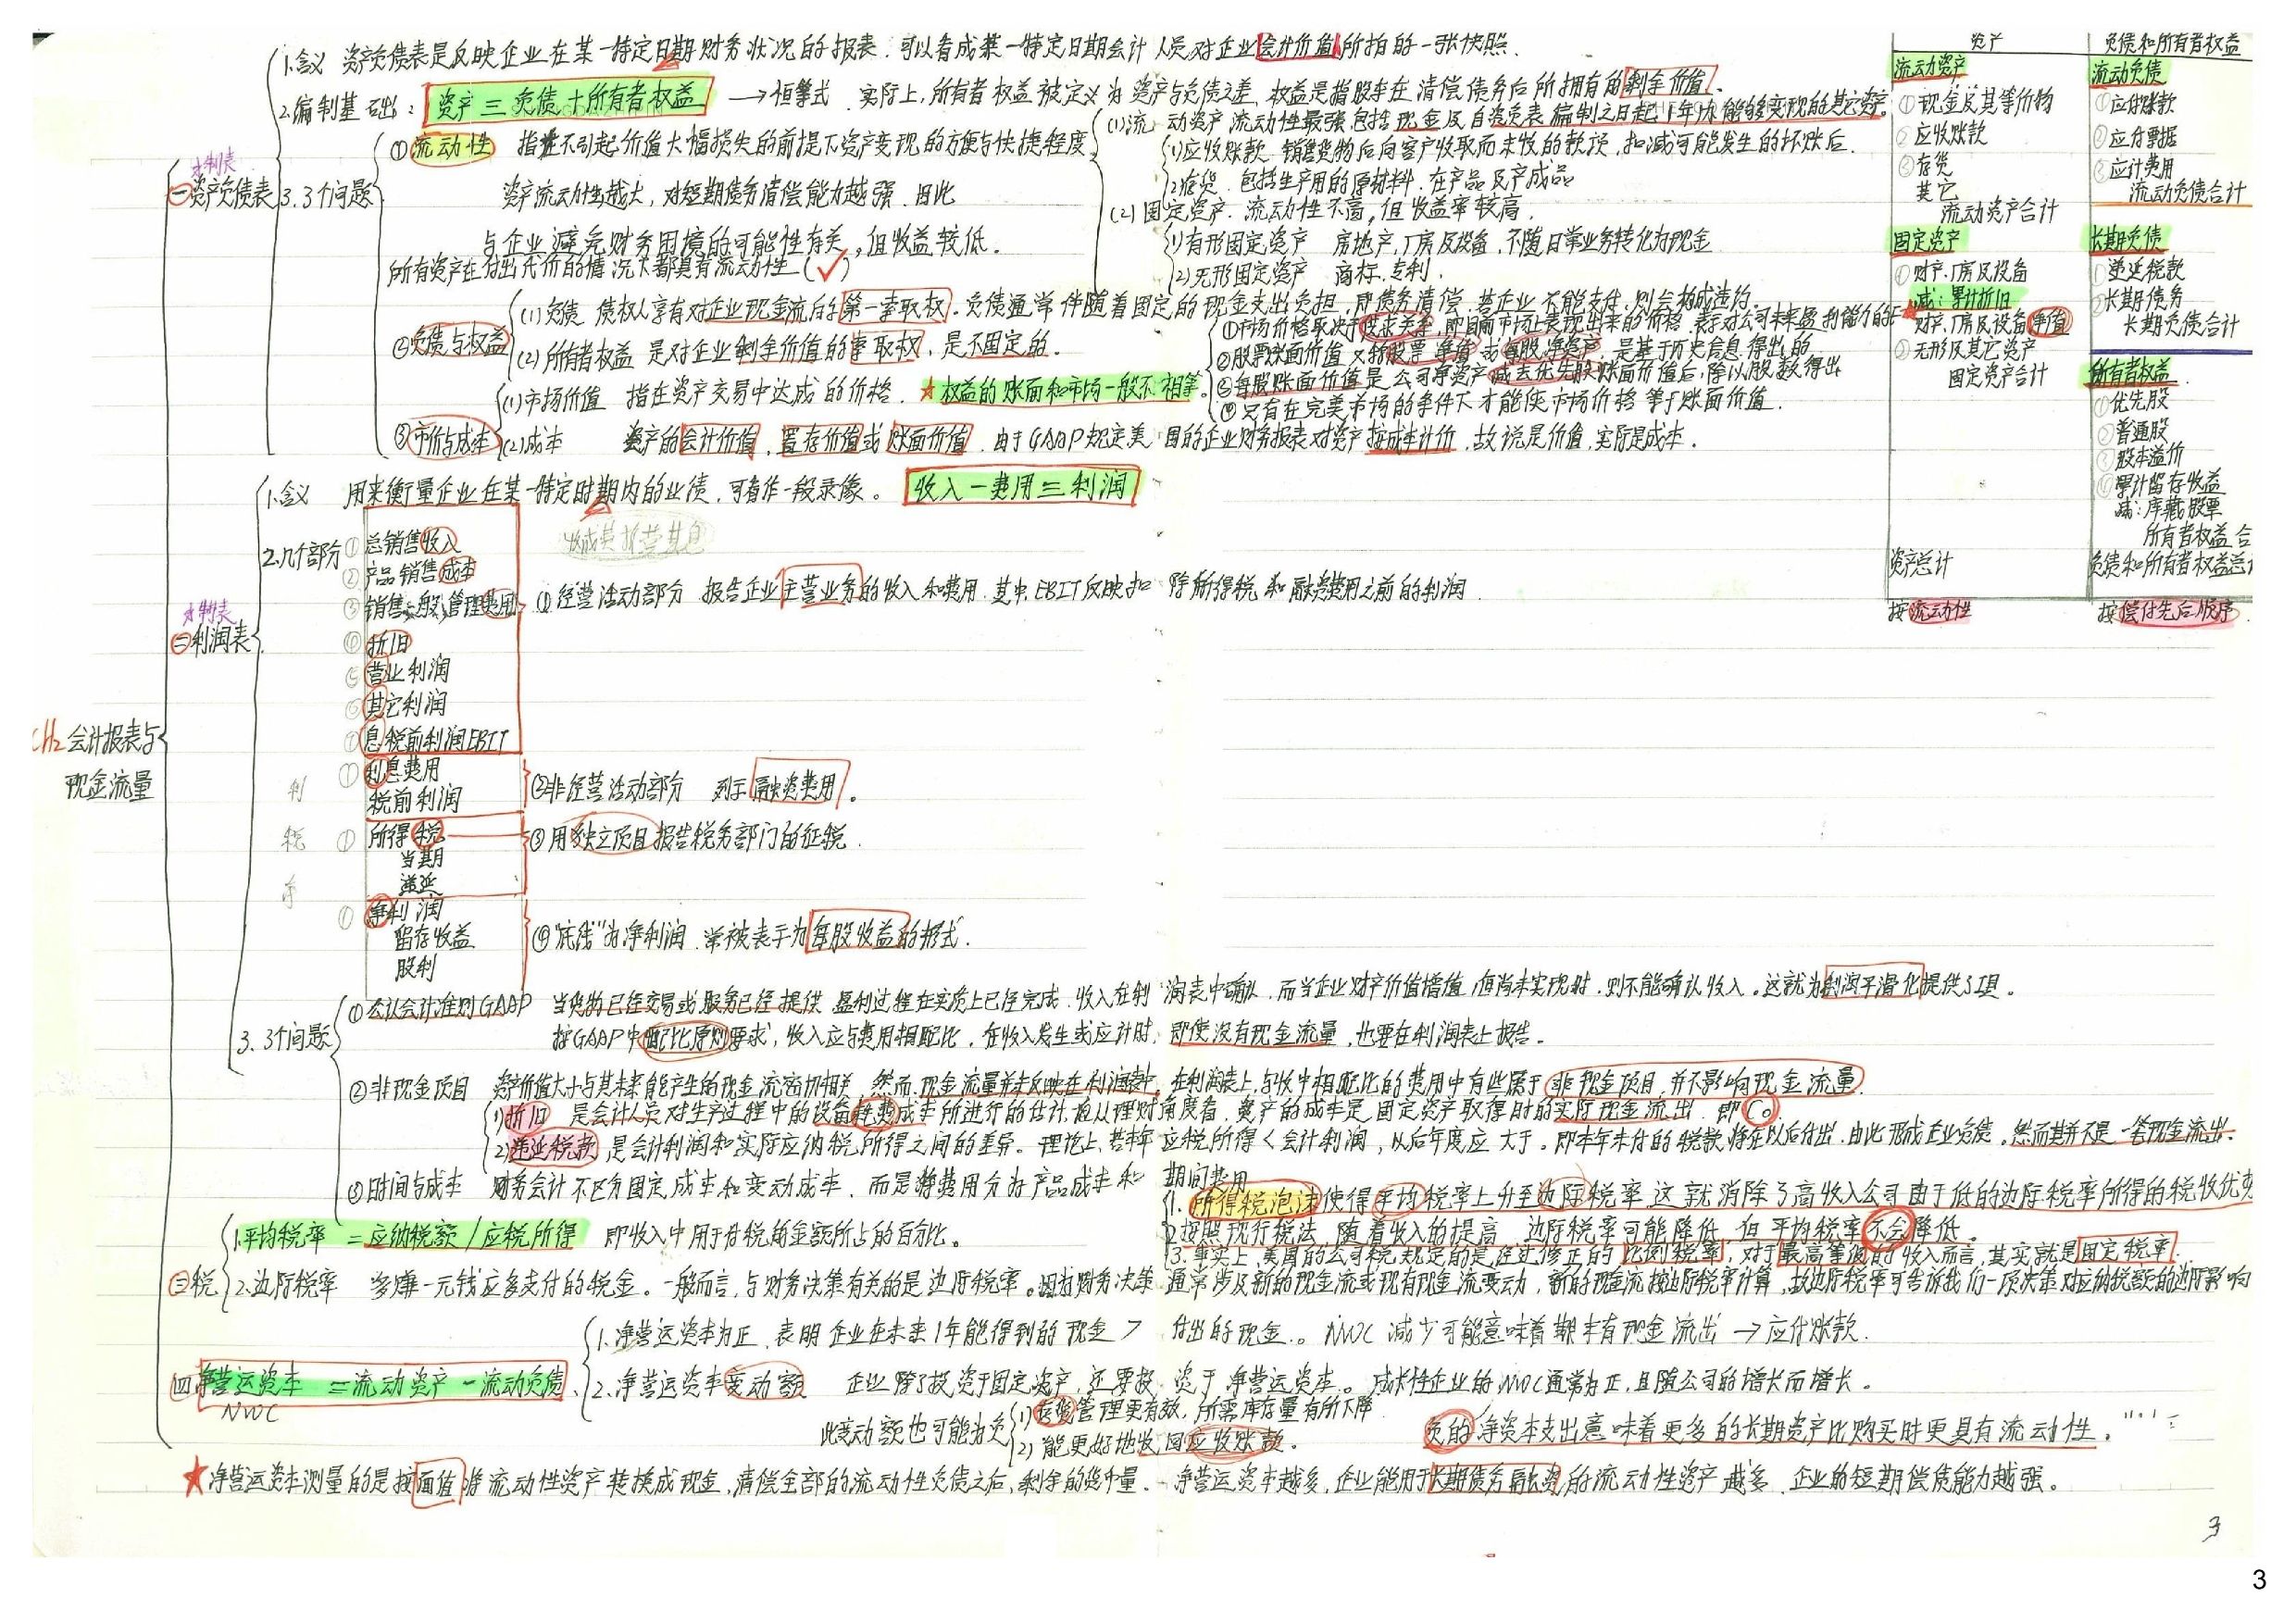 CH2 会计报表与现金流量
一 资产负债表
本制表
1.含义 资产负债表是反映企业在某一特定日期财务状况的报表.可以看成某一特定日期会计人员对企业会计价值所拍的一张快照.
2.编制基础: 资产≡负债+所有者权益 → 恒等式 实际上,所有者权益被定义为资产与负债之差,权益是指股东在清偿债务后所拥有的剩余价值.
3. 3个问题
①流动性 指在不引起价值大幅损失的前提下资产变现的方便与快捷程度
资产流动性越大,对短期债务清偿能力越强.因此
与企业避免财务困境的可能性有关,但收益较低.
所有资产在付出代价的情况下都具有流动性(✓)
(1)流动资产 流动性最强包括现金及自资负表编制之日起1年内能够变现的其它资产
1)应收账款 销售货物后向客户收取而未收的款项,扣减可能发生的坏账后.
2)存货.包括生产用的原材料.在产品及产成品
(2)固定资产.流动性不高,但收益率较高.
1)有形固定资产 房地产,厂房及设备,不随日常业务转化为现金
2)无形固定资产 商标.专利.
②负债与权益
(1)负债 债权人享有对企业现金流的第一索取权.负债通常伴随着固定的现金支出负担,即债务清偿,若企业不能支付,则会构成违约.
(2)所有者权益 是对企业剩余价值的索取权,是不固定的.
③市价与成本
(1)市场价值 指在资产交易中达成的价格. ★权益的账面和市场一般不相等.
①市场价格取决于供求关系,即目前市场上表现出来的价格.表示对公司未来盈利能力的
②股票账面价值又称股票净值或每股净资产,是基于历史信息得出的
③每股账面价值是公司净资产减去优先股账面价值后,除以股数得出
④只有在完美市场的条件下才能使市场价格等于账面价值.
(2)成本 资产的会计价值,置存价值或账面价值.由于GAAP规定美国的企业财务报表对资产按成本计价,故说是价值,实际是成本.
资产 负债和所有者权益
流动资产 流动负债
①现金及其等价物 ①应付账款
②应收账款 ②应付票据
③存货 ③应计费用
其它 流动负债合计
流动资产合计
固定资产 长期负债
①财产.厂房及设备 ①递延税款
减:累计折旧 ②长期债务
财产.厂房及设备净值 长期负债合计
②无形及其它资产
固定资产合计 所有者权益
①优先股
②普通股
③股本溢价
④累计留存收益
减:库藏股票
所有者权益合
资产总计 负债和所有者权益总计
按流动性 按偿付先后顺序.
二 利润表
本制表
1.含义 用来衡量企业在某一特定时期内的业绩,可看作一段录像。 收入-费用≡利润
收成费折营其息
2.几个部分
①总销售收入
②产品销售成本
③销售.一般.管理费用
④折旧
⑤营业利润
⑥其它利润
⑦息税前利润EBIT
①经营活动部分 报告企业主营业务的收入和费用.其中,EBIT反映扣除所得税和融资费用之前的利润.
利 ①利息费用
税前利润
②非经营活动部分 列示融资费用.
税 ①所得税
当期
递延
③用独立项目报告税务部门的征税.
净 ①净利润
留存收益
股利
④"底线"为净利润.常被表示为每股收益的形式.
3. 3个问题
①公认会计准则GAAP 当货物已经交易或服务已经提供 盈利过程在实质上已经完成.收入在利润表中确认.而当企业财产价值增值,但尚未实现时,则不能确认收入。这就为利润平滑化提供了工具。
按GAAP中配比原则要求,收入应与费用相配比,在收入发生或应计时,即使没有现金流量,也要在利润表上报告.
②非现金项目 资产价值大小与其未来能产生的现金流密切相关,然而,现金流量并未反映在利润表中.在利润表上,与收中相配比的费用中有些属于非现金项目,并不影响现金流量.
1)折旧 是会计人员对生产过程中的设备耗费成本所进行的估计,而从理财角度看 资产的成本是固定资产取得时的实际现金流出 即C₀
2)递延税款 是会计利润和实际应纳税所得之间的差异.理论上,若本年应税所得<会计利润,以后年度应大于.即本年未付的税款将在以后付出.由此形成企业负债.然而其并不是一笔现金流出.
③时间与成本 财务会计不区分固定成本和变动成本.而是将费用分为产品成本和期间费用
三 税
1.平均税率 =应纳税额/应税所得 即收入中用于付税的金额所占的百分比。
2.边际税率 多赚一元钱应多支付的税金。一般而言,与财务决策有关的是边际税率。因为财务决策通常涉及新的现金流或现有现金流变动,新的现金流按边际税率计算,故边际税率可告诉我们一项决策对应纳税额的边际影响
1.所得税泡沫使得平均税率上升至边际税率,这就消除了高收入公司由于低的边际税率所得的税收优
2.按照现行税法,随着收入的提高.边际税率可能降低,但平均税率不会降低.
3.事实上,美国的公司税规定的是,经过修正的比例税率,对于最高等级的收入而言,其实就是固定税率.
四 净营运资本 =流动资产-流动负债
NWC
1.净营运资本为正,表明企业在未来1年能得到的现金>付出的现金.。NWC减少可能意味着期末有现金流出→应付账款.
2.净营运资本变动额 企业除了投资于固定资产,还要投资于净营运资本。成长性企业的NWC通常为正,且随公司的增长而增长。
此变动额也可能为负
1)存货管理更有效,所需库存量有所下降
2)能更好地收回应收账款。
负的净资本支出意味着更多的长期资产比购买时更具有流动性.
★净营运资本测量的是按面值将流动性资产转换成现金,清偿全部的流动性负债之后,剩余的货币量.净营运资本越多,企业能用于长期债务融资的流动性资产越多.企业的短期偿债能力越强。
3
3